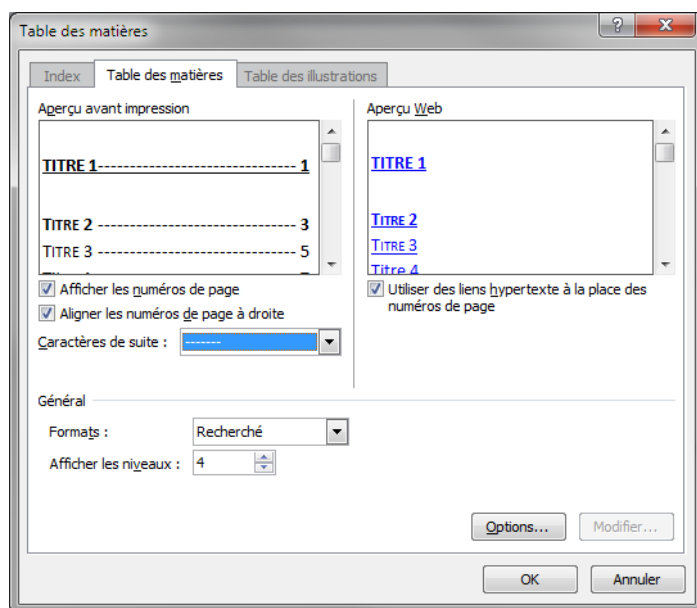 Table des matières
Index
Table des matières
Table des illustrations
Aperçu avant impression
TITRE 1------------------------------- 1
TITRE 2 ------------------------------- 3
TITRE 3 ------------------------------- 5
Aperçu Web
TITRE 1
TITRE 2
TITRE 3
Titre 4
Afficher les numéros de page
Aligner les numéros de page à droite
Caractères de suite : -------
Utiliser des liens hypertexte à la place des
numéros de page
Général
Formats : Recherché
Afficher les niveaux : 4
Options...
Modifier...
OK
Annuler